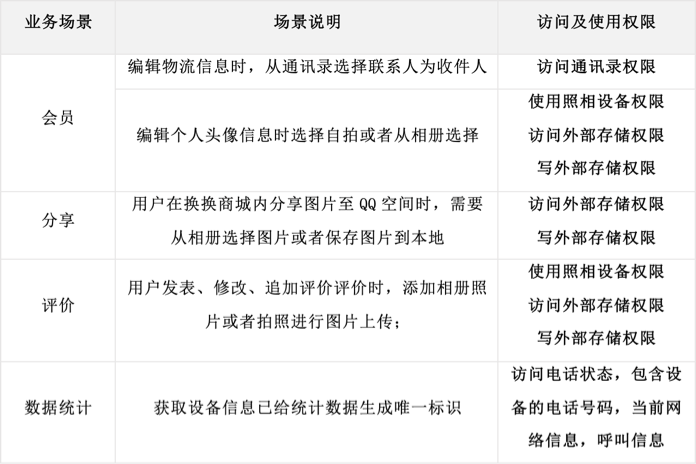 业务场景
场景说明
访问及使用权限
会员
编辑物流信息时，从通讯录选择联系人为收件人
访问通讯录权限
编辑个人头像信息时选择自拍或者从相册选择
使用照相设备权限
访问外部存储权限
写外部存储权限
分享
用户在换换商城内分享图片至 QQ 空间时，需要
从相册选择图片或者保存图片到本地
访问外部存储权限
写外部存储权限
评价
用户发表、修改、追加评价评价时，添加相册照
片或者拍照进行图片上传；
使用照相设备权限
访问外部存储权限
写外部存储权限
数据统计
获取设备信息已给统计数据生成唯一标识
访问电话状态，包含设
备的电话号码，当前网
络信息，呼叫信息